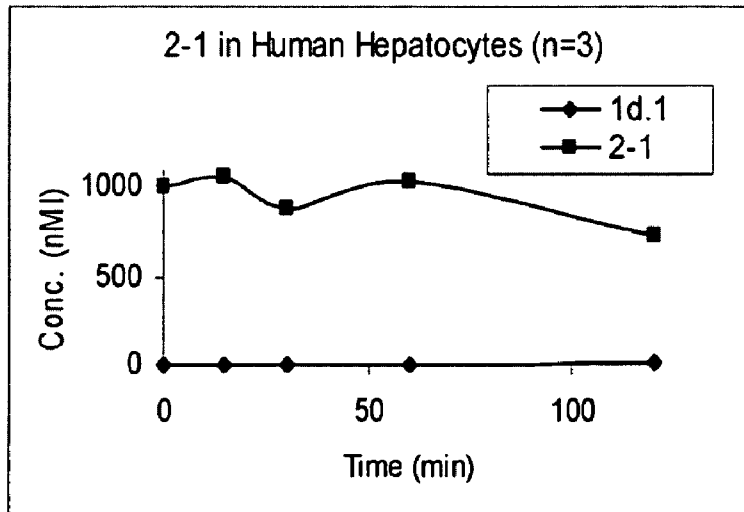 2-1 in Human Hepatocytes (n=3)
1d.1
2-1
Conc. (nM)
1000
500
0
0
50
100
Time (min)